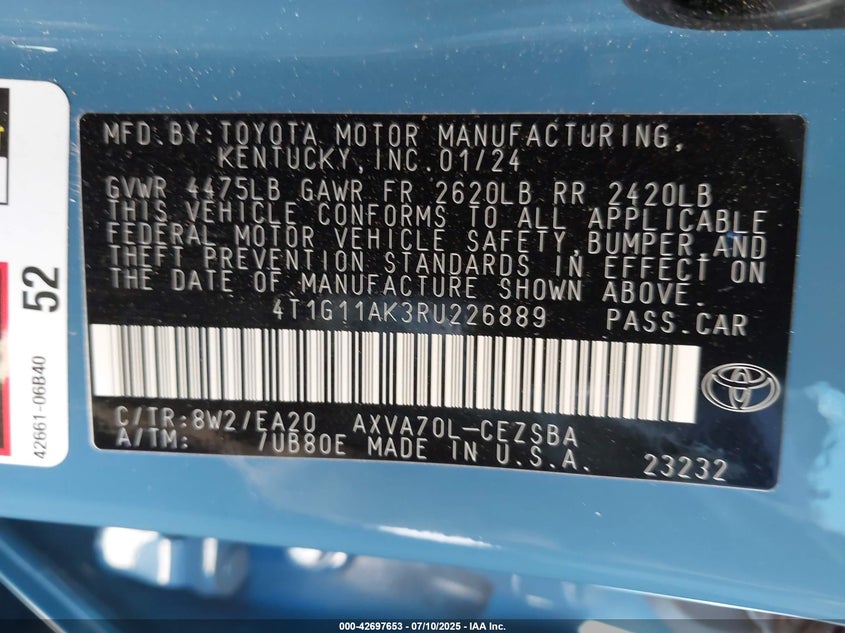 MFD.BY:TOYOTA MOTOR MANUFACTURING,
KENTUCKY,INC.01/24
GVWR 4475LB GAWR FR 2620LB RR 2420LB
THIS VEHICLE CONFORMS TO ALL APPLICABLE
FEDERAL MOTOR VEHICLE SAFETY,BUMPER,AND
THEFT PREVENTION STANDARDS IN EFFECT ON
THE DATE OF MANUFACTURE SHOWN ABOVE.
4T1G11AK3RU226889 PASS.CAR
C/TR:8W2/EA20 AXVA70L-CEZSBA
A/TM: /UB80E MADE IN U.S.A. 23232
52
42661-06B40
000-42697653 - 07/10/2025 - IAA Inc.